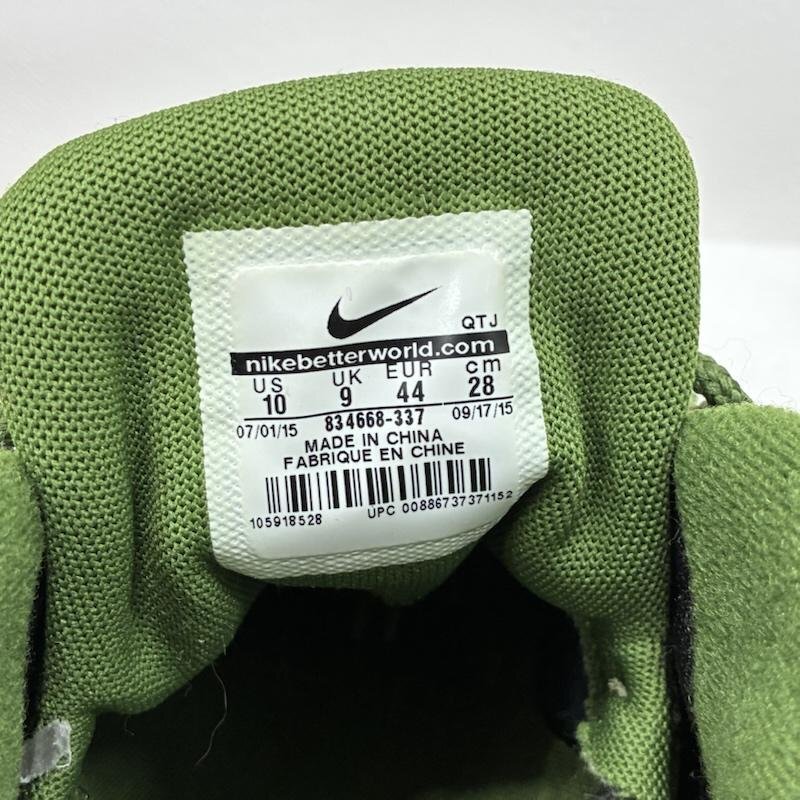 QTJ
nikebetterworld.com
US UK EUR cm
10 9 44 28
07/01/15 834668-337 09/17/15
MADE IN CHINA
FABRIQUE EN CHINE
105918528 UPC 00886737371152